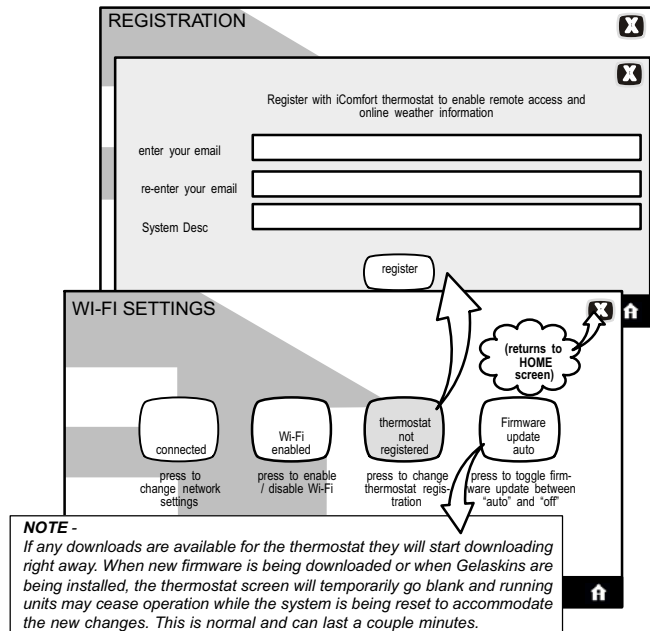 REGISTRATION
X
X
Register with iComfort thermostat to enable remote access and
online weather information
enter your email
re-enter your email
System Desc
register
WI-FI SETTINGS
X
(returns to
HOME
screen)
connected
Wi-Fi
enabled
thermostat
not
registered
Firmware
update
auto
press to
change network
settings
press to enable
/ disable Wi-Fi
press to change
thermostat regis-
tration
press to toggle firm-
ware update between
“auto” and “off”
NOTE -
If any downloads are available for the thermostat they will start downloading
right away. When new firmware is being downloaded or when Gelaskins are
being installed, the thermostat screen will temporarily go blank and running
units may cease operation while the system is being reset to accommodate
the new changes. This is normal and can last a couple minutes.